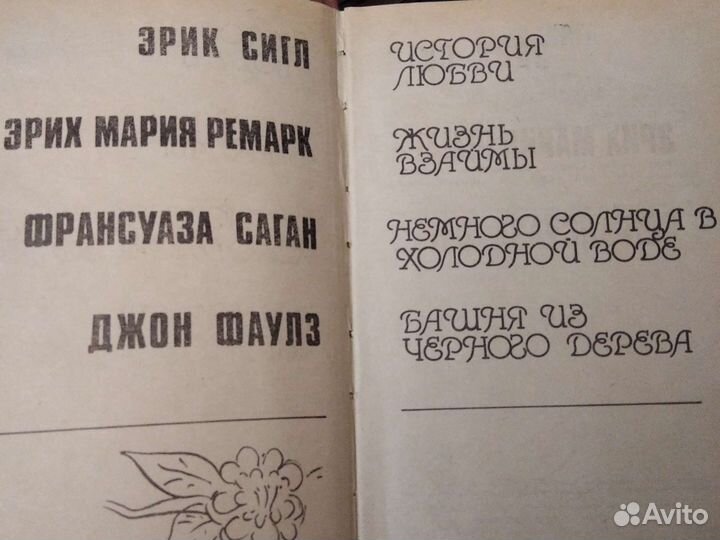 ЭРИК СИГЛ
ЭРИХ МАРИЯ РЕМАРК
ФРАНСУАЗА САГАН
ДЖОН ФАУЛЗ
ИСТОРИЯ
ЛЮБВИ
ЖИЗНЬ
ВЗАЙМЫ
НЕМНОГО СОЛНЦА В
ХОЛОДНОЙ ВОДЕ
БАШНЯ ИЗ
ЧЕРНОГО ДЕРЕВА
Avito